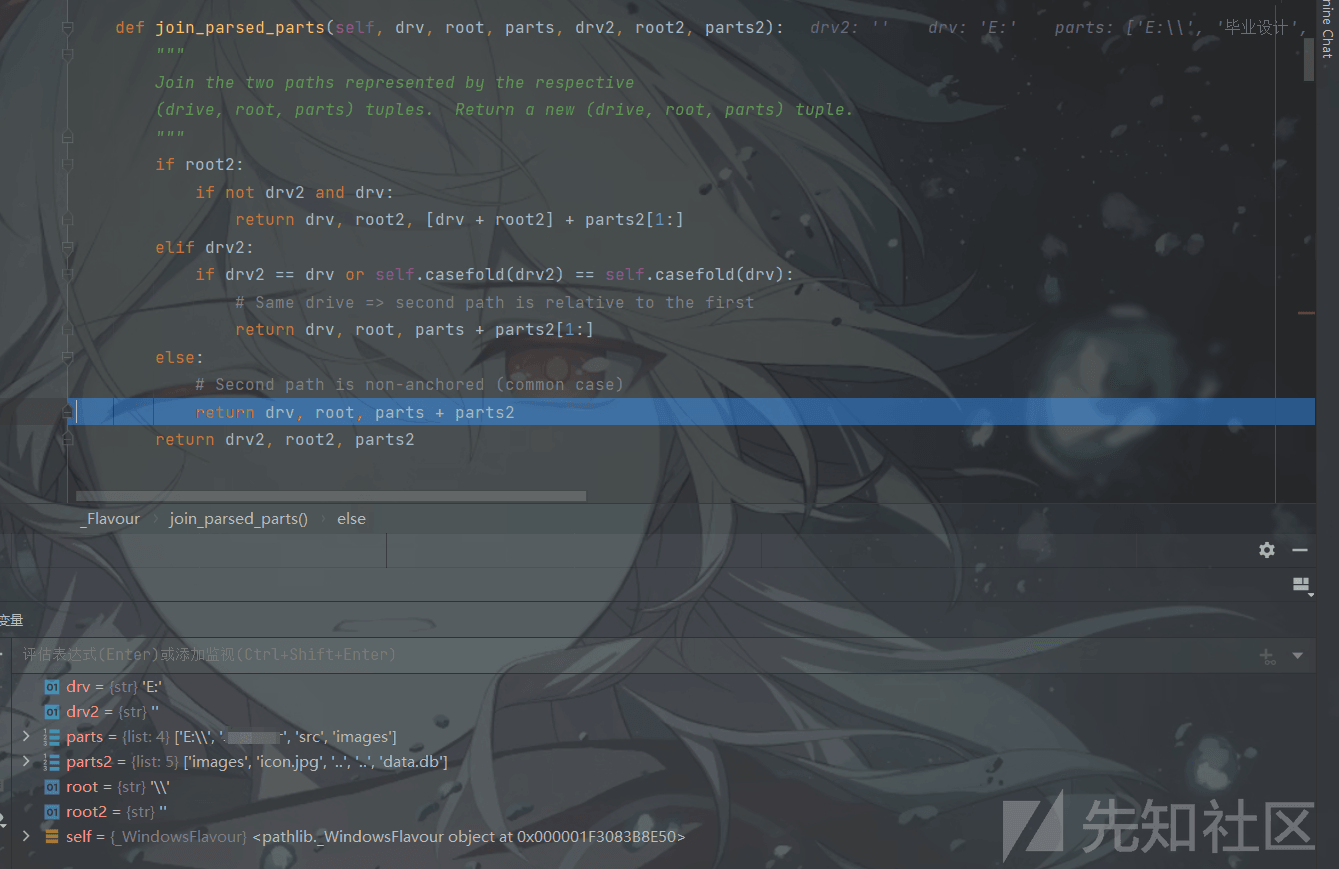 def join_parsed_parts(self, drv, root, parts, drv2, root2, parts2): drv2: '' drv: 'E:' parts: ['E:\\', '毕业设计',
"""
Join the two paths represented by the respective
(drive, root, parts) tuples. Return a new (drive, root, parts) tuple.
"""
if root2:
if not drv2 and drv:
return drv, root2, [drv + root2] + parts2[1:]
elif drv2:
if drv2 == drv or self.casefold(drv2) == self.casefold(drv):
# Same drive => second path is relative to the first
return drv, root, parts + parts2[1:]
else:
# Second path is non-anchored (common case)
return drv, root, parts + parts2
return drv2, root2, parts2
_Flavour join_parsed_parts() else
变量
评估表达式(Enter)或添加监视(Ctrl+Shift+Enter)
drv = {str} 'E:'
drv2 = {str} ''
parts = {list: 4} ['E:\\', ', 'src', 'images']
parts2 = {list: 5} ['images', 'icon.jpg', '..', '..', 'data.db']
root = {str} '\\'
root2 = {str} ''
self = {_WindowsFlavour} <pathlib._WindowsFlavour object at 0x000001F3083B8E50>
Chat
先知社区